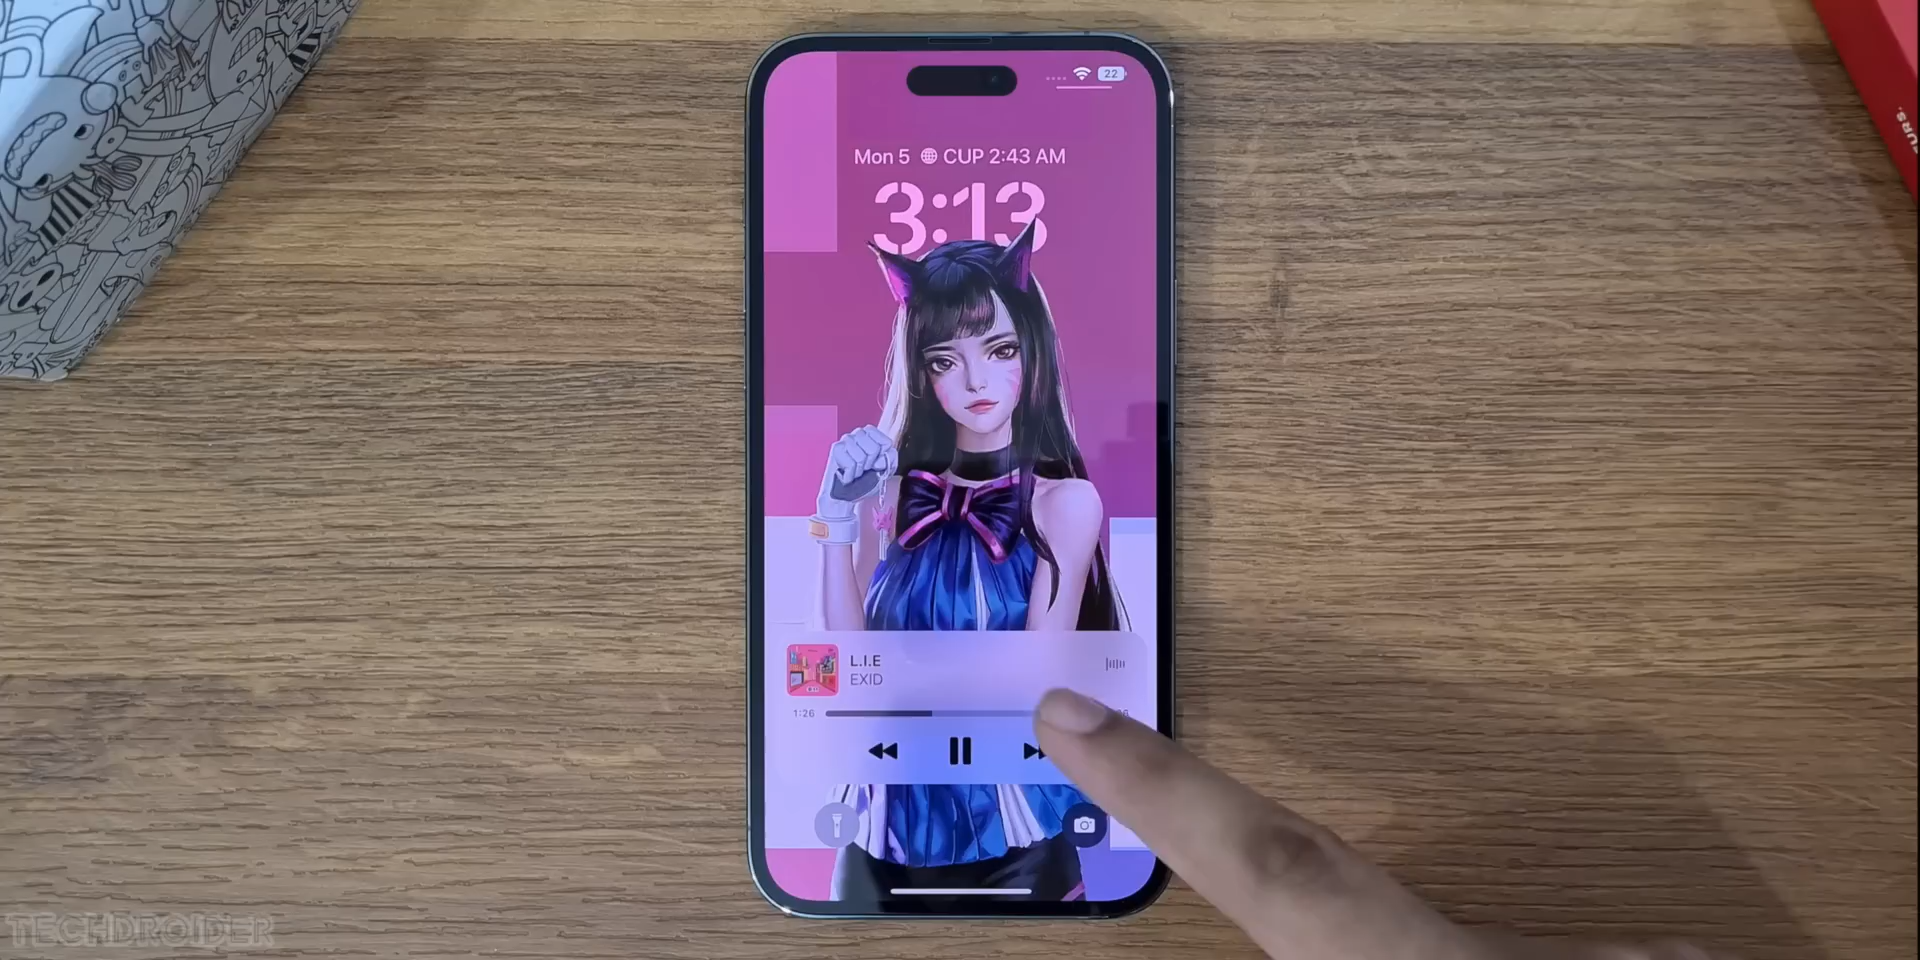 22
Mon 5 CUP 2:43 AM
3:13
L.I.E
EXID
1:26
TECHDROIDER